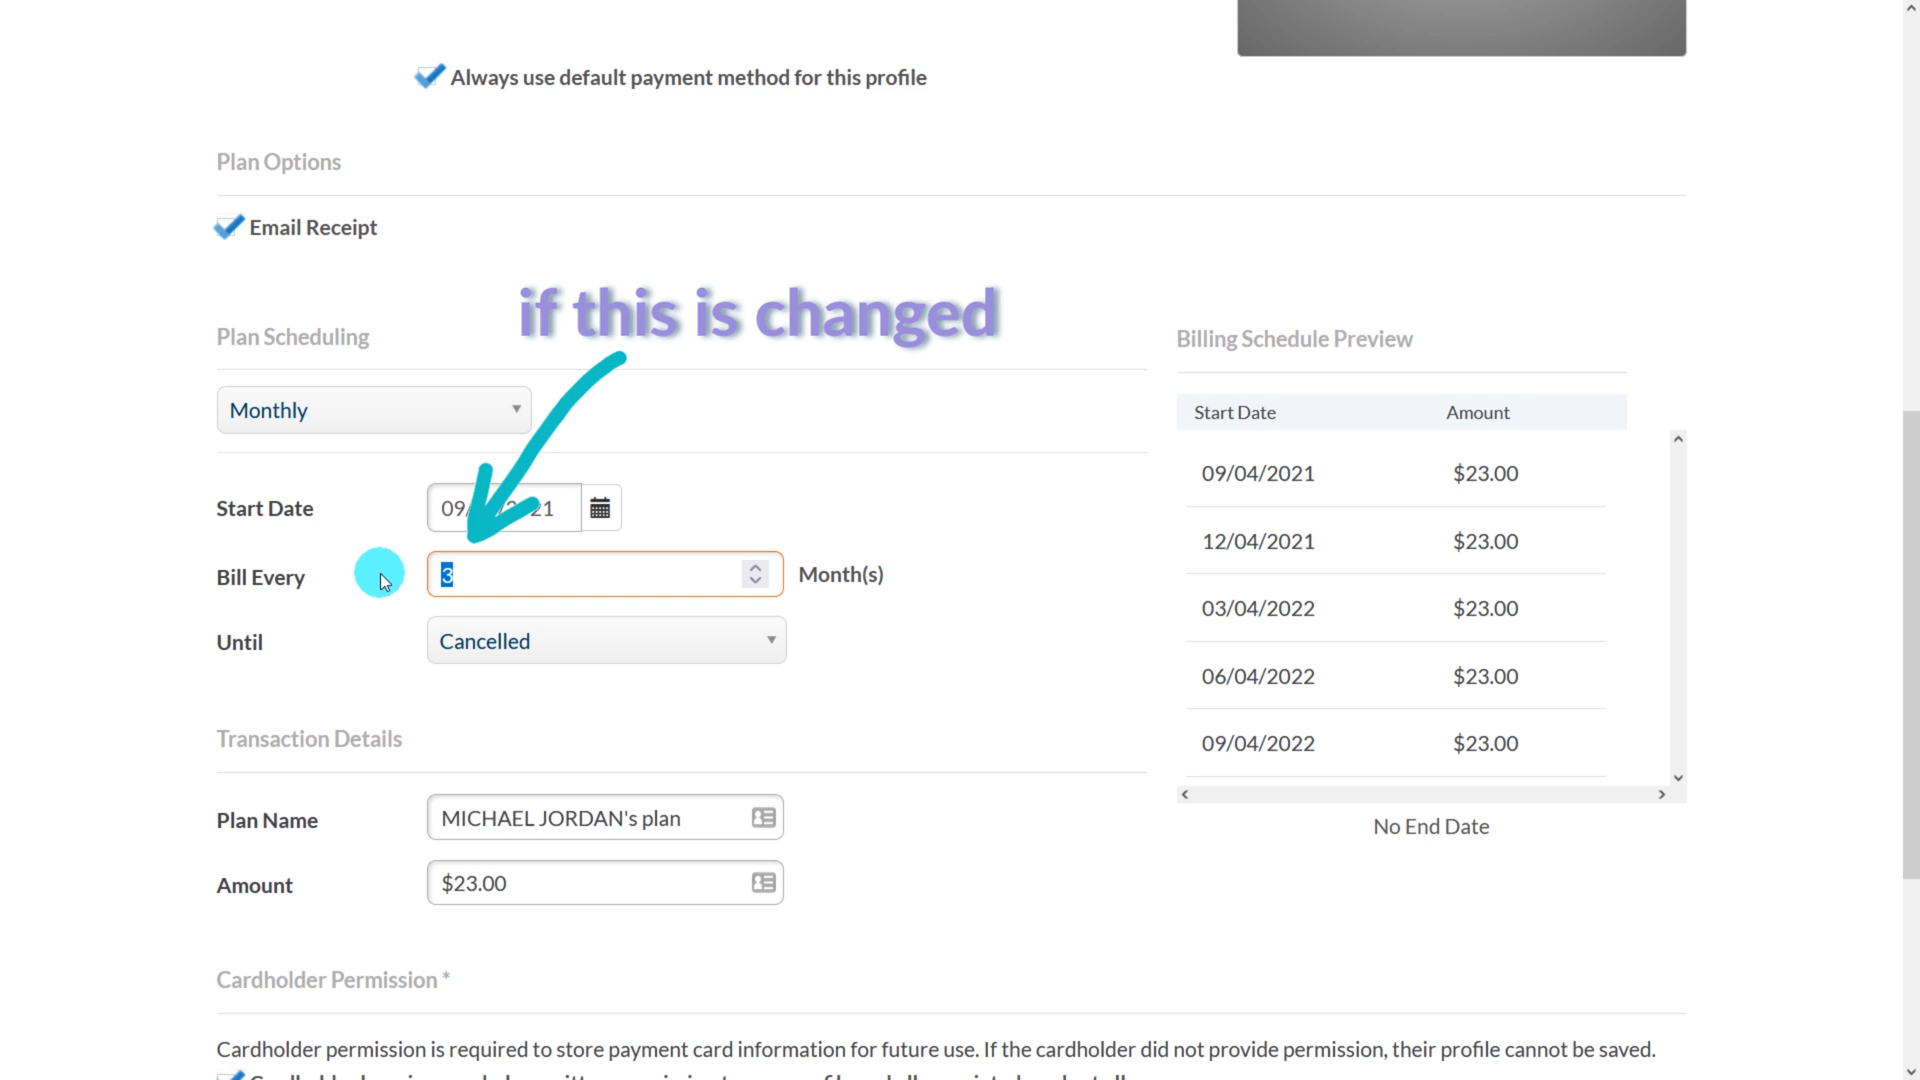 Always use default payment method for this profile
Plan Options
Email Receipt
if this is changed
Plan Scheduling
Monthly
Start Date
Bill Every
3
Month(s)
Until
Cancelled
Billing Schedule Preview
Start Date Amount
09/04/2021 $23.00
12/04/2021 $23.00
03/04/2022 $23.00
06/04/2022 $23.00
09/04/2022 $23.00
No End Date
Transaction Details
Plan Name
MICHAEL JORDAN's plan
Amount
$23.00
Cardholder Permission *
Cardholder permission is required to store payment card information for future use. If the cardholder did not provide permission, their profile cannot be saved.